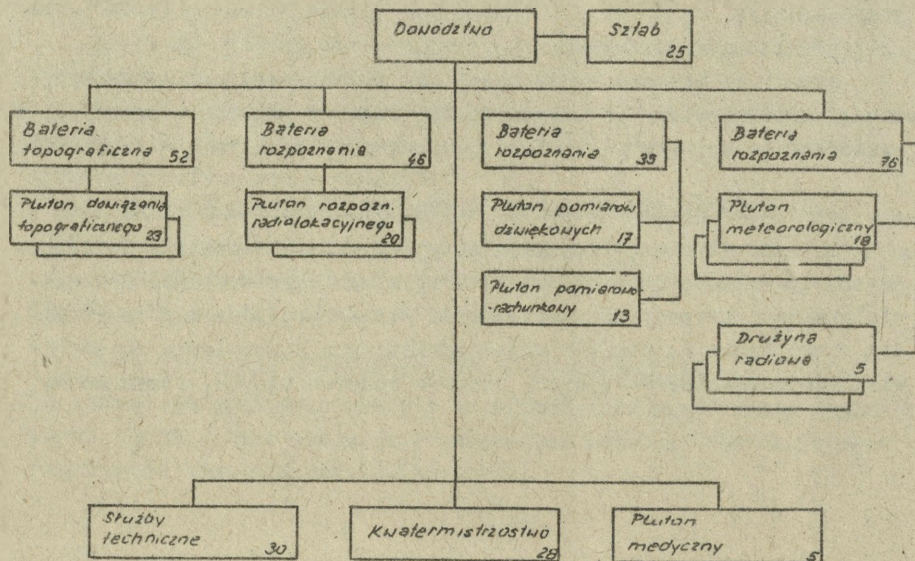 Dowództwo
Sztab
25
Bateria
topograficzna 52
Bateria
rozpoznania 46
Bateria
rozpoznania 35
Bateria
rozpoznania 76
Pluton dowiązania
topograficznego 23
Pluton rozpozn.
radiolokacyjnego
20
Pluton pomiarów
dźwiękowych
17
Pluton
meteorologiczny
18
Pluton pomiarowo-
-rachunkowy
13
Drużyna
radiowa 5
Służby
techniczne
30
Kwatermistrzostwo
28
Pluton
medyczny 5